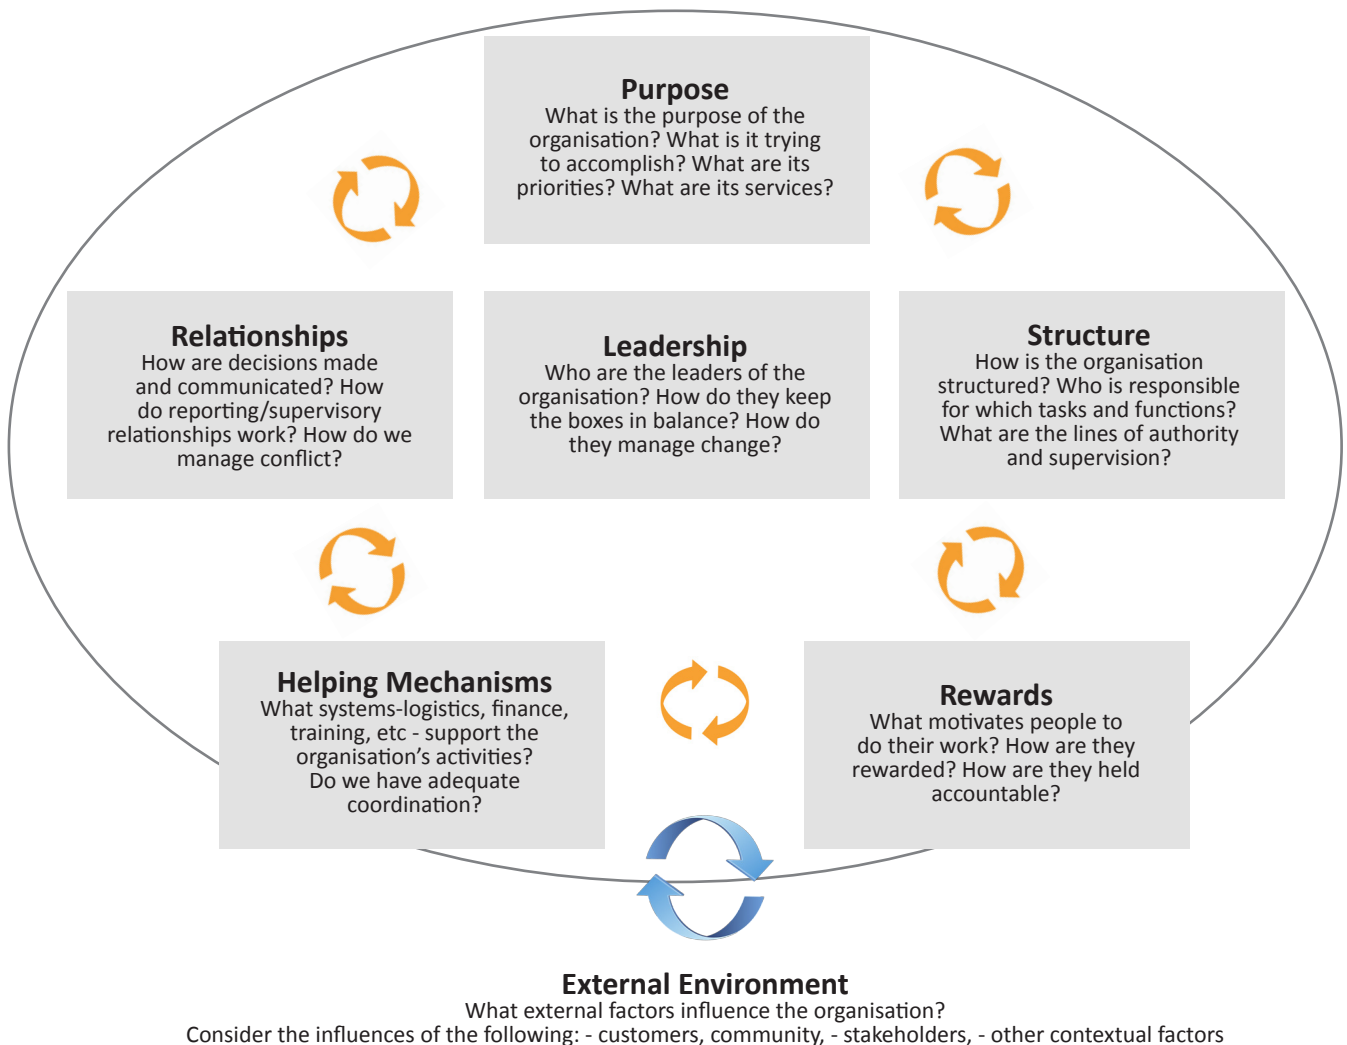 Purpose
What is the purpose of the
organisation? What is it trying
to accomplish? What are its
priorities? What are its services?
Relationships
How are decisions made
and communicated? How
do reporting/supervisory
relationships work? How do we
manage conflict?
Leadership
Who are the leaders of the
organisation? How do they keep
the boxes in balance? How do
they manage change?
Structure
How is the organisation
structured? Who is responsible
for which tasks and functions?
What are the lines of authority
and supervision?
Helping Mechanisms
What systems-logistics, finance,
training, etc - support the
organisation’s activities?
Do we have adequate
coordination?
Rewards
What motivates people to
do their work? How are they
rewarded? How are they held
accountable?
External Environment
What external factors influence the organisation?
Consider the influences of the following: - customers, community, - stakeholders, - other contextual factors